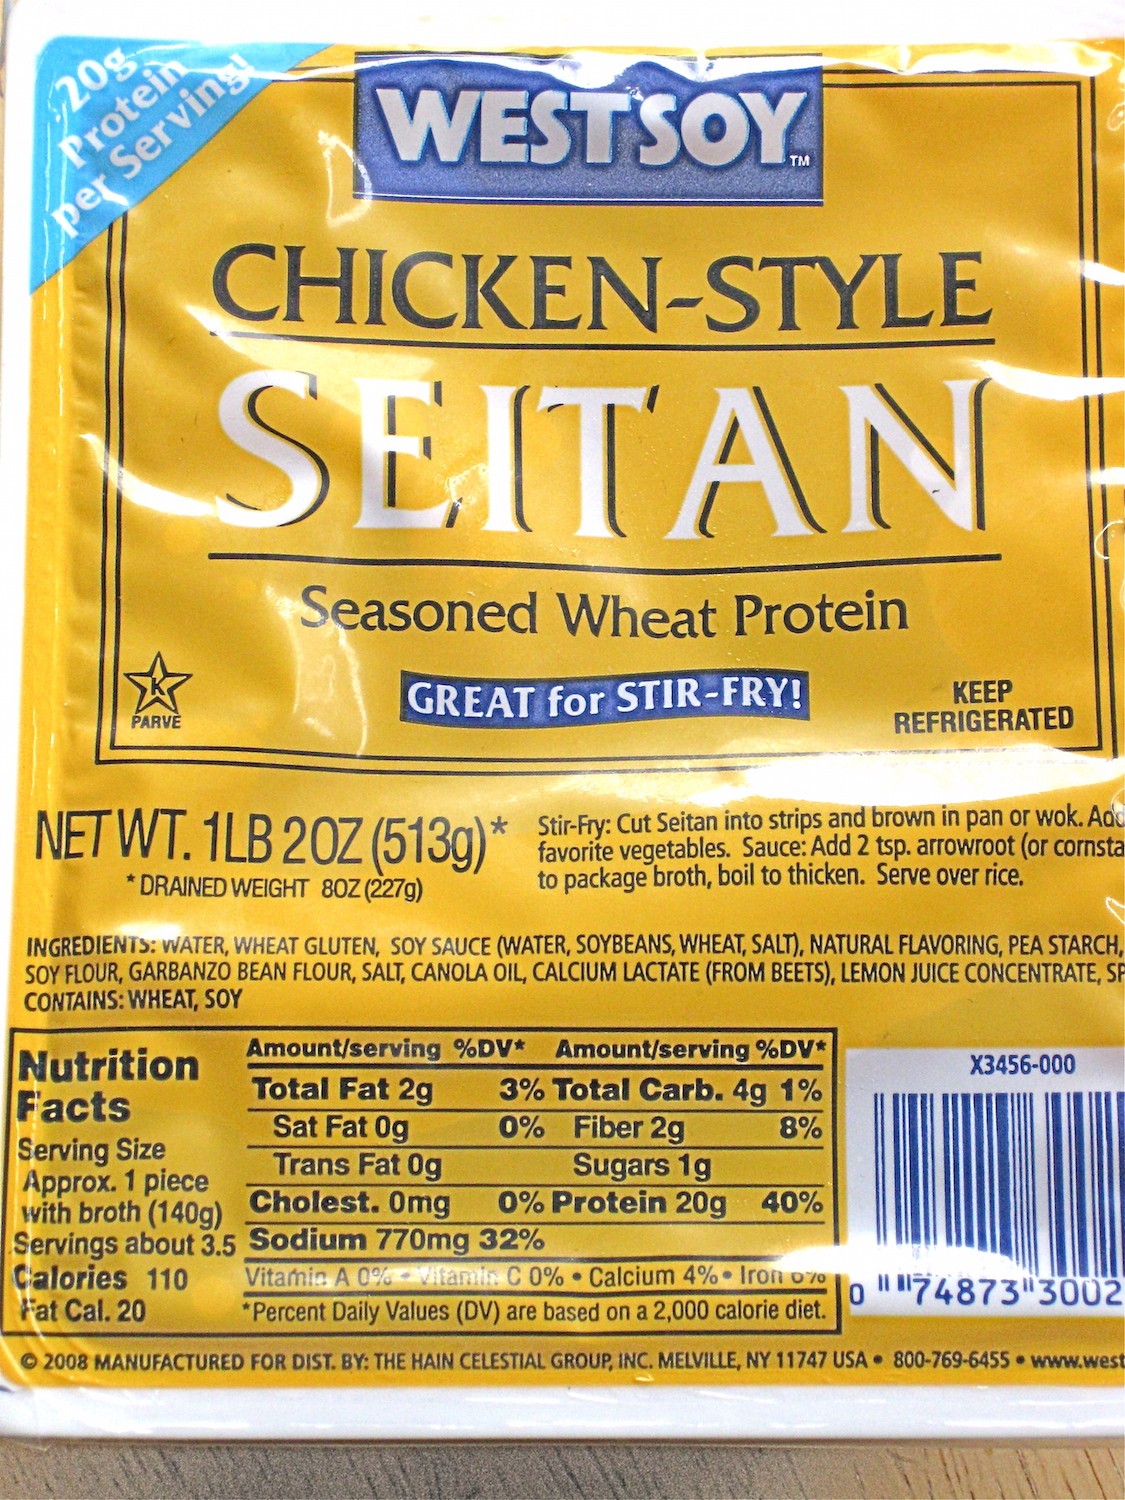 20g
Protein
per Serving!
WESTSOY™
CHICKEN-STYLE
SEITAN
Seasoned Wheat Protein
K
PARVE
GREAT for STIR-FRY!
KEEP
REFRIGERATED
NET WT. 1LB 2OZ (513g)*
* DRAINED WEIGHT 8OZ (227g)
Stir-Fry: Cut Seitan into strips and brown in pan or wok.
favorite vegetables. Sauce: Add 2 tsp. arrowroot (or
to package broth, boil to thicken. Serve over rice.
INGREDIENTS: WATER, WHEAT GLUTEN, SOY SAUCE (WATER, SOYBEANS, WHEAT, SALT), NATURAL FLAVORING, PEA STARCH,
SOY FLOUR, GARBANZO BEAN FLOUR, SALT, CANOLA OIL, CALCIUM LACTATE (FROM BEETS), LEMON JUICE CONCENTRATE,
CONTAINS: WHEAT, SOY
Nutrition
Facts
Serving Size
Approx. 1 piece
with broth (140g)
Servings about 3.5
Calories 110
Fat Cal. 20
Amount/serving %DV* Amount/serving %DV*
Total Fat 2g 3% Total Carb. 4g 1%
Sat Fat 0g 0% Fiber 2g 8%
Trans Fat 0g Sugars 1g
Cholest. 0mg 0% Protein 20g 40%
Sodium 770mg 32%
Vitamin A 0% • Vitamin C 0% • Calcium 4% • Iron 6%
*Percent Daily Values (DV) are based on a 2,000 calorie diet.
X3456-000
0 74873 3002
© 2008 MANUFACTURED FOR DIST. BY: THE HAIN CELESTIAL GROUP, INC. MELVILLE, NY 11747 USA • 800-769-6455 • www.west